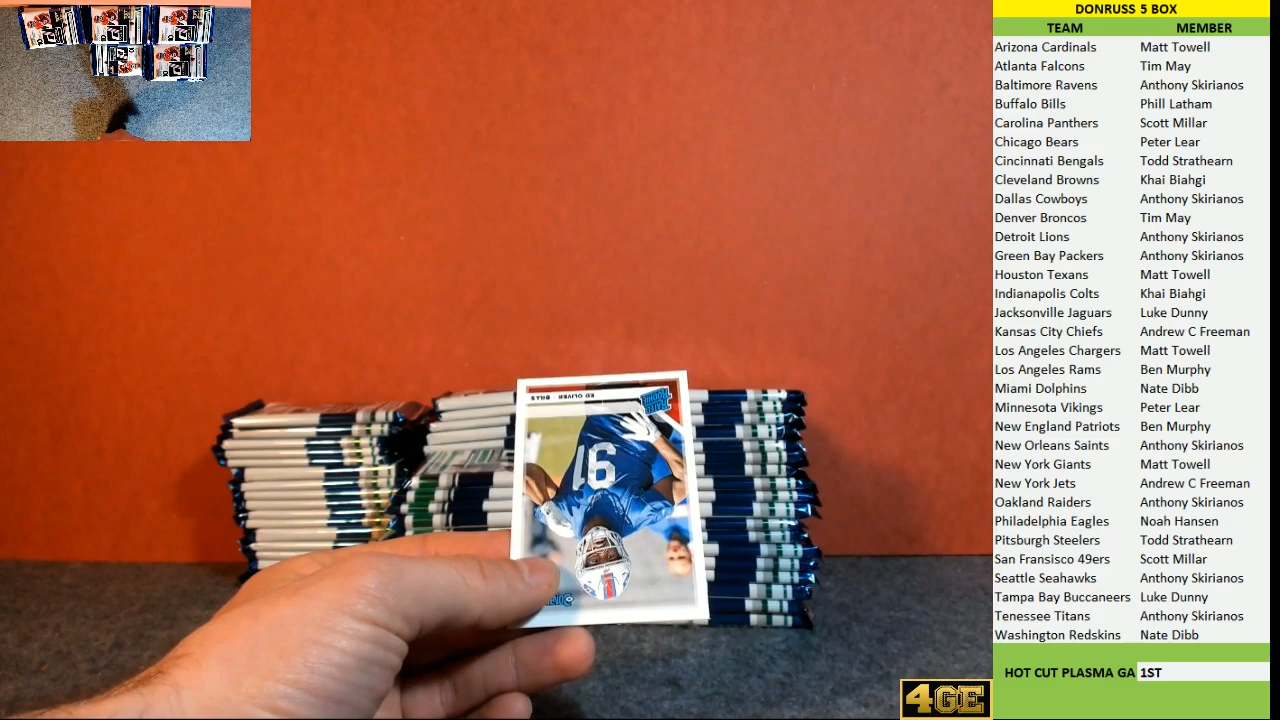 DONRUSS 5 BOX
TEAM MEMBER
Arizona Cardinals Matt Towell
Atlanta Falcons Tim May
Baltimore Ravens Anthony Skirianos
Buffalo Bills Phill Latham
Carolina Panthers Scott Millar
Chicago Bears Peter Lear
Cincinnati Bengals Todd Strathearn
Cleveland Browns Khai Biahgi
Dallas Cowboys Anthony Skirianos
Denver Broncos Tim May
Detroit Lions Anthony Skirianos
Green Bay Packers Anthony Skirianos
Houston Texans Matt Towell
Indianapolis Colts Khai Biahgi
Jacksonville Jaguars Luke Dunny
Kansas City Chiefs Andrew C Freeman
Los Angeles Chargers Matt Towell
Los Angeles Rams Ben Murphy
Miami Dolphins Nate Dibb
Minnesota Vikings Peter Lear
New England Patriots Ben Murphy
New Orleans Saints Anthony Skirianos
New York Giants Matt Towell
New York Jets Andrew C Freeman
Oakland Raiders Anthony Skirianos
Philadelphia Eagles Noah Hansen
Pitsburgh Steelers Todd Strathearn
San Fransisco 49ers Scott Millar
Seattle Seahawks Anthony Skirianos
Tampa Bay Buccaneers Luke Dunny
Tenessee Titans Anthony Skirianos
Washington Redskins Nate Dibb
HOT CUT PLASMA GA 1ST
4GE
ED OLIVER BILLS
RATED ROOKIE
91